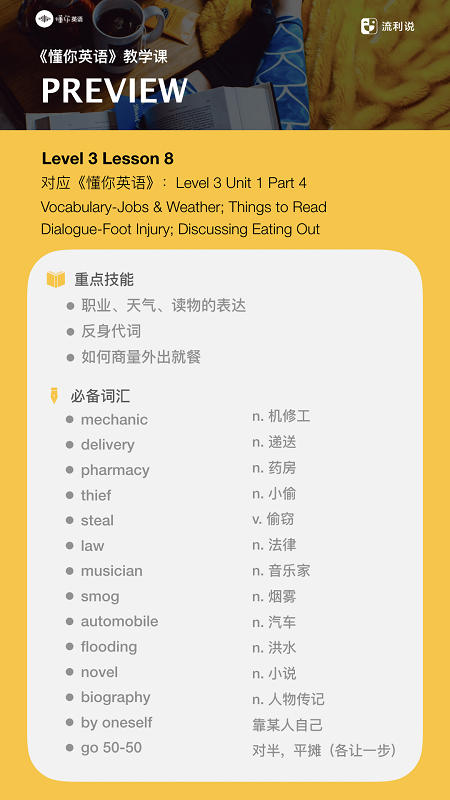 懂你英语
流利说
《懂你英语》教学课
PREVIEW
Level 3 Lesson 8
对应《懂你英语》：Level 3 Unit 1 Part 4
Vocabulary-Jobs & Weather; Things to Read
Dialogue-Foot Injury; Discussing Eating Out
重点技能
职业、天气、读物的表达
反身代词
如何商量外出就餐
必备词汇
mechanic n. 机修工
delivery n. 递送
pharmacy n. 药房
thief n. 小偷
steal v. 偷窃
law n. 法律
musician n. 音乐家
smog n. 烟雾
automobile n. 汽车
flooding n. 洪水
novel n. 小说
biography n. 人物传记
by oneself 靠某人自己
go 50-50 对半，平摊（各让一步）